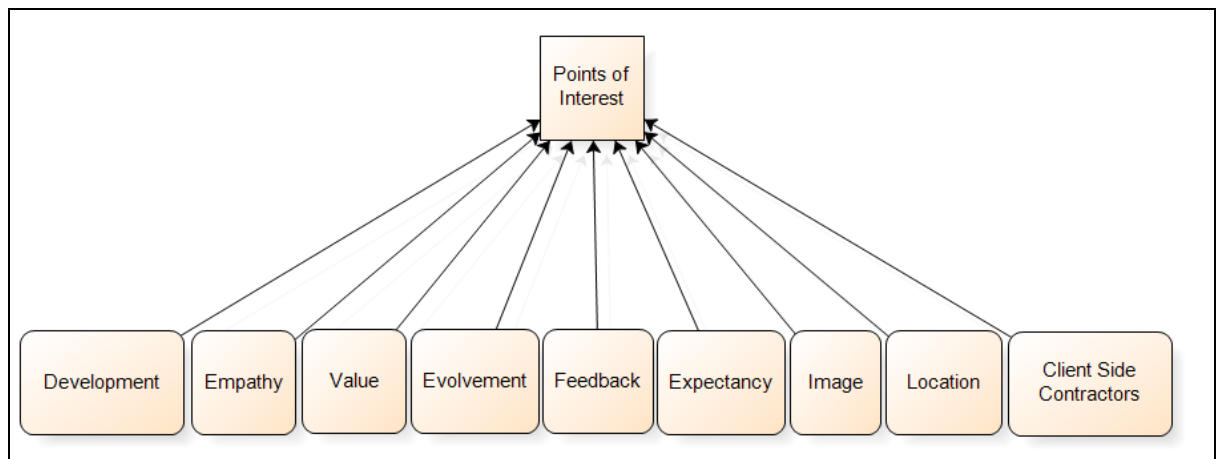 Points of
Interest
Development
Empathy
Value
Evolvement
Feedback
Expectancy
Image
Location
Client Side
Contractors